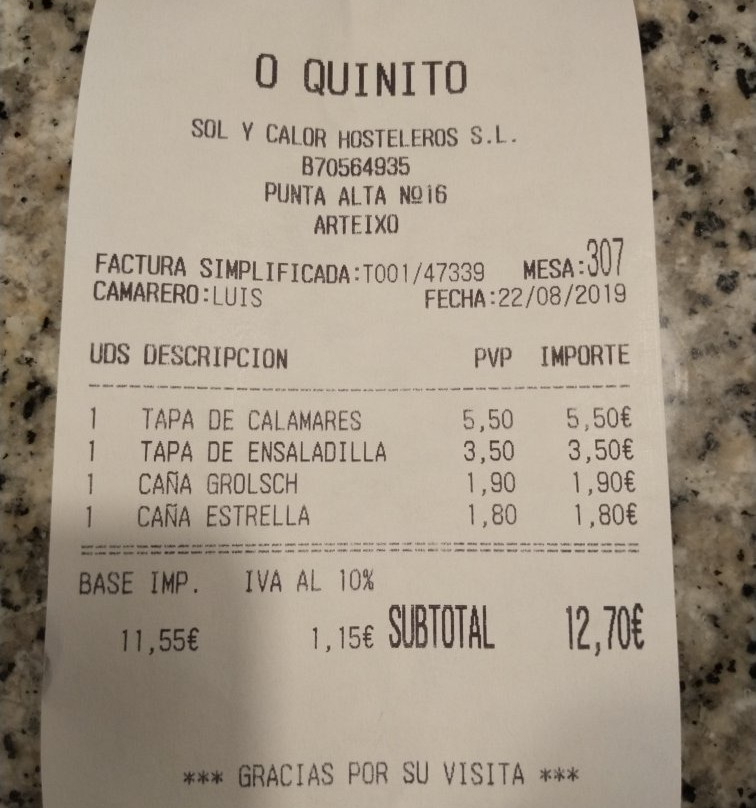 O QUINITO
SOL Y CALOR HOSTELEROS S.L.
B70564935
PUNTA ALTA Nº16
ARTEIXO
FACTURA SIMPLIFICADA:T001/47339 MESA:307
CAMARERO:LUIS FECHA:22/08/2019
UDS DESCRIPCION PVP IMPORTE
1 TAPA DE CALAMARES 5,50 5,50€
1 TAPA DE ENSALADILLA 3,50 3,50€
1 CAÑA GROLSCH 1,90 1,90€
1 CAÑA ESTRELLA 1,80 1,80€
BASE IMP. IVA AL 10%
11,55€ 1,15€ SUBTOTAL 12,70€
*** GRACIAS POR SU VISITA ***